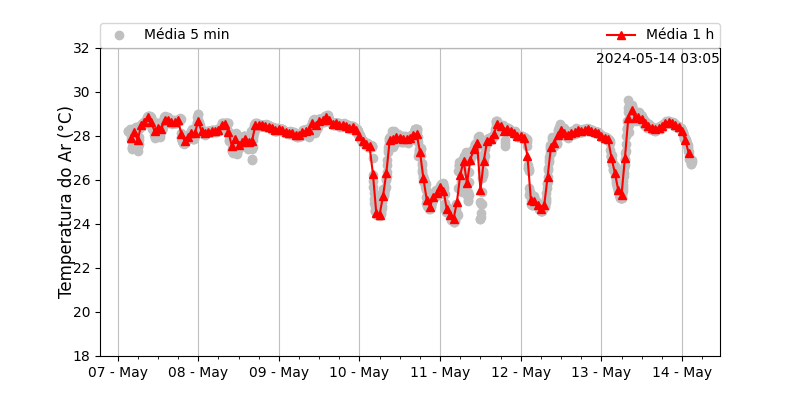 Média 5 min
Média 1 h
2024-05-14 03:05
Temperatura do Ar (°C)
32
30
28
26
24
22
20
18
07 - May
08 - May
09 - May
10 - May
11 - May
12 - May
13 - May
14 - May